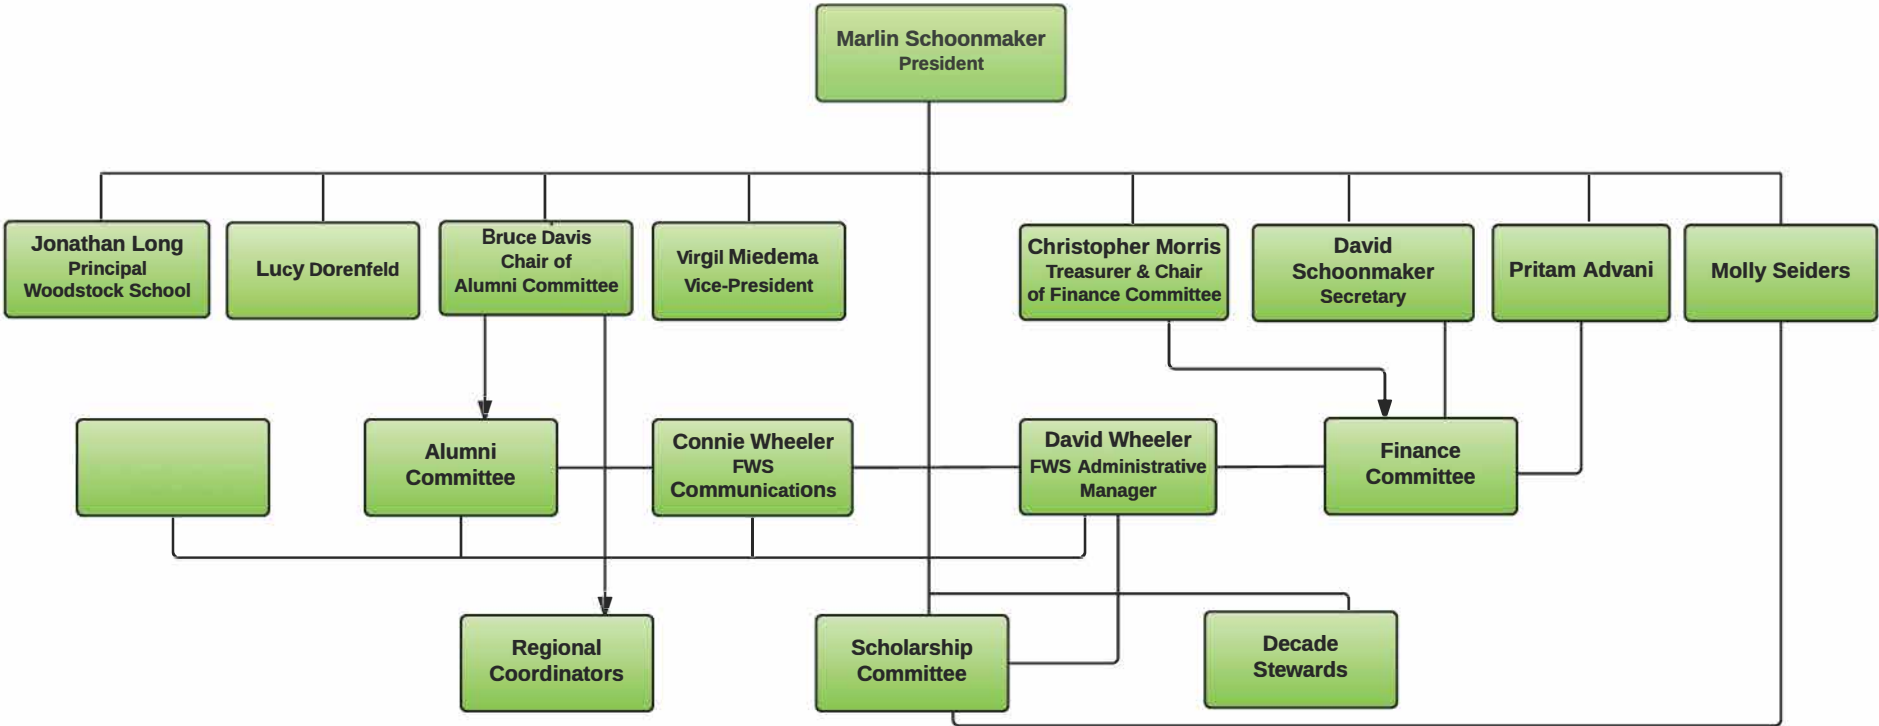 Marlin Schoonmaker
President
Jonathan Long
Principal
Woodstock School
Lucy Dorenfeld
Bruce Davis
Chair of
Alumni Committee
Virgil Miedema
Vice-President
Christopher Morris
Treasurer & Chair
of Finance Committee
David
Schoonmaker
Secretary
Pritam Advani
Molly Seiders
Alumni
Committee
Connie Wheeler
FWS
Communications
David Wheeler
FWS Administrative
Manager
Finance
Committee
Regional
Coordinators
Scholarship
Committee
Decade
Stewards